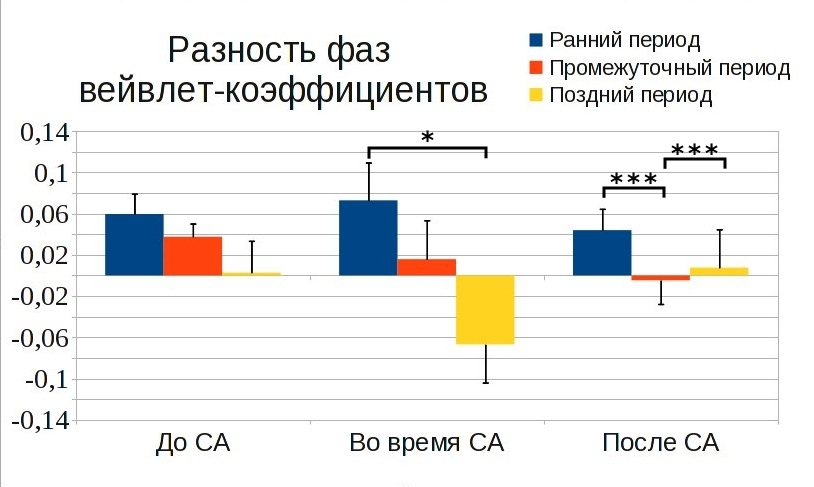 Разность фаз
вейвлет-коэффициентов
Ранний период
Промежуточный период
Поздний период
0,14
0,1
0,06
0,02
-0,02
-0,06
-0,1
-0,14
*
***
***
До СА
Во время СА
После СА